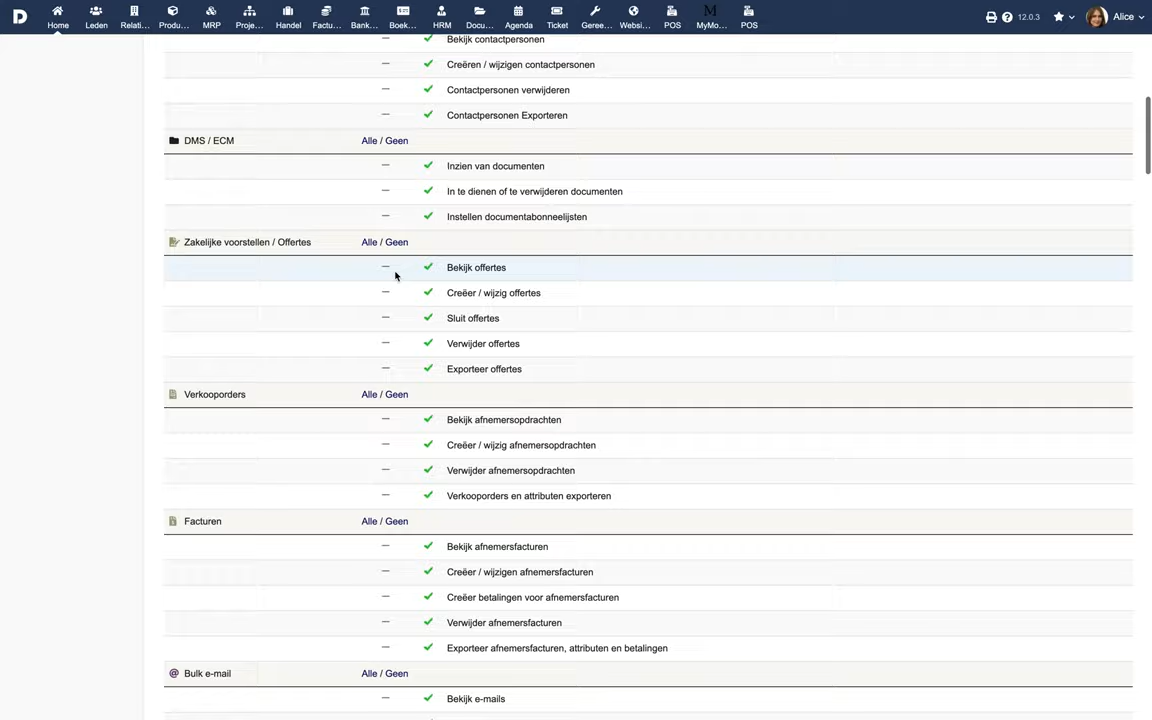 D
Home
Leden
Relati...
Produ...
MRP
Proje...
Handel
Factu...
Bank...
Boek...
HRM
Docu...
Agenda
Ticket
Geree...
Websi...
POS
M
MyMo...
POS
12.0.3
Alice
Bekijk contactpersonen
Creëren / wijzigen contactpersonen
Contactpersonen verwijderen
Contactpersonen Exporteren
DMS / ECM Alle / Geen
Inzien van documenten
In te dienen of te verwijderen documenten
Instellen documentabonneelijsten
Zakelijke voorstellen / Offertes Alle / Geen
Bekijk offertes
Creëer / wijzig offertes
Sluit offertes
Verwijder offertes
Exporteer offertes
Verkooporders Alle / Geen
Bekijk afnemersopdrachten
Creëer / wijzig afnemersopdrachten
Verwijder afnemersopdrachten
Verkooporders en attributen exporteren
Facturen Alle / Geen
Bekijk afnemersfacturen
Creëer / wijzigen afnemersfacturen
Creëer betalingen voor afnemersfacturen
Verwijder afnemersfacturen
Exporteer afnemersfacturen, attributen en betalingen
@ Bulk e-mail Alle / Geen
Bekijk e-mails